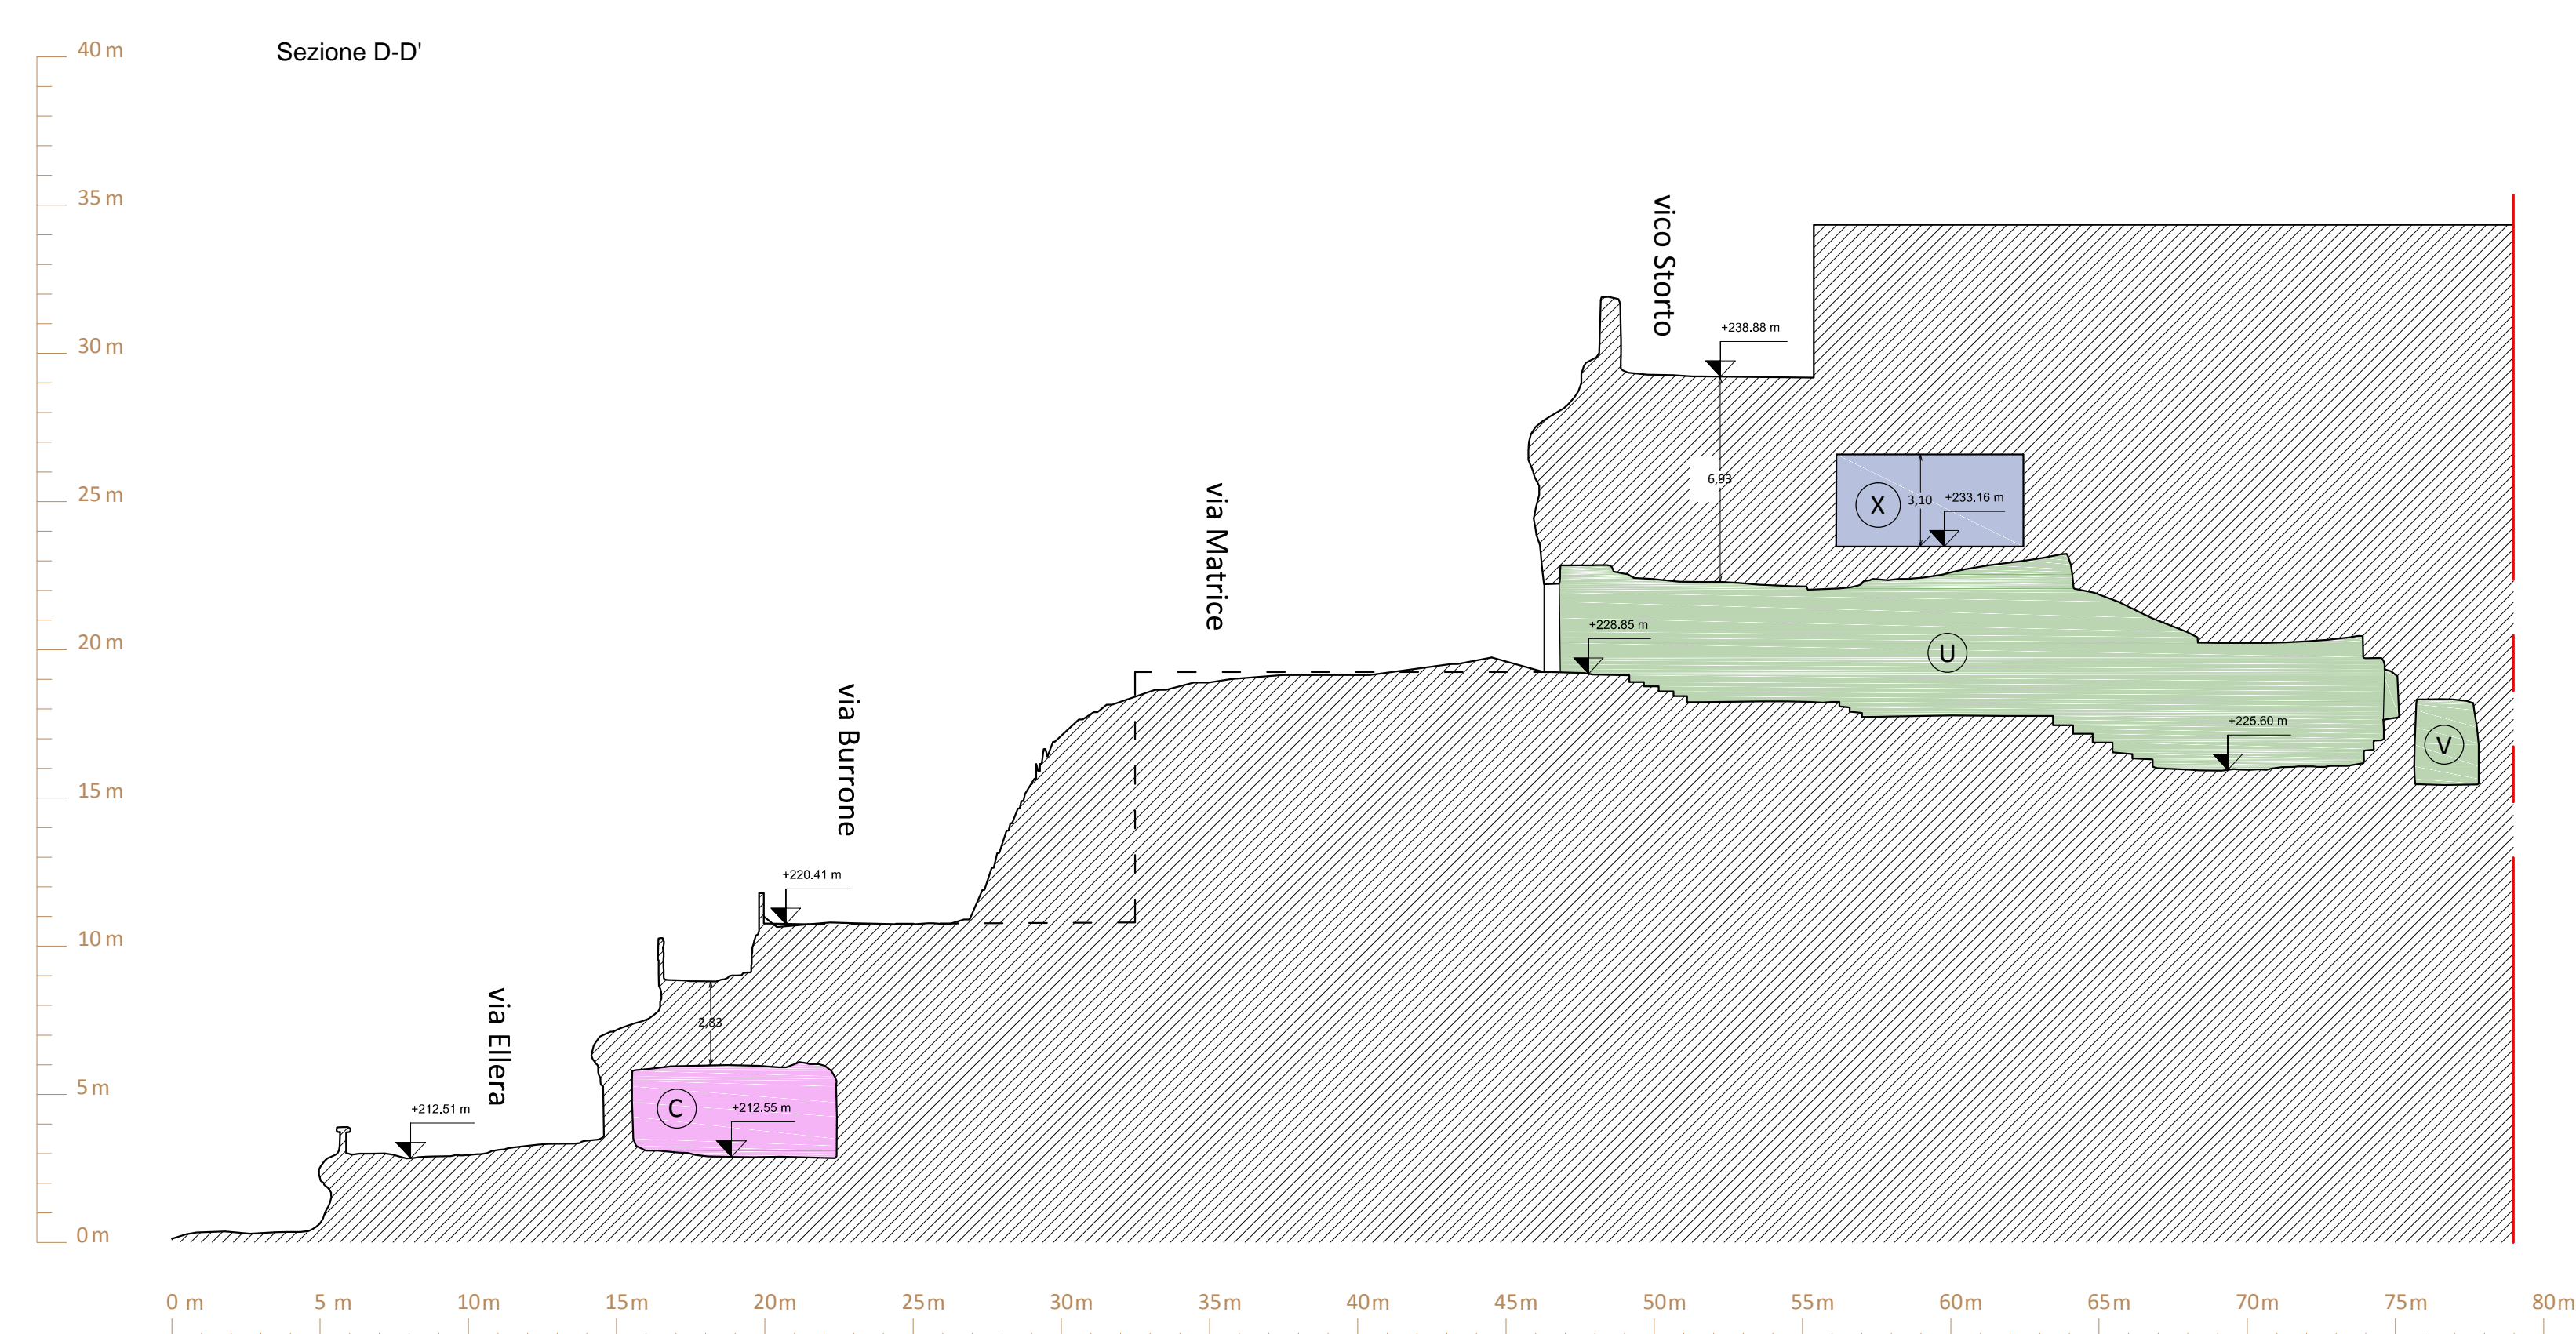 Sezione D-D'
40 m
35 m
30 m
25 m
20 m
15 m
10 m
5 m
0 m
vico Storto
+238.88 m
6,93
X
3,10
+233.16 m
via Matrice
+228.85 m
U
+225.60 m
V
via Burrone
+220.41 m
via Ellera
2,83
+212.51 m
C
+212.55 m
0 m 5 m 10m 15m 20m 25m 30m 35m 40m 45m 50m 55m 60m 65m 70m 75m 80m